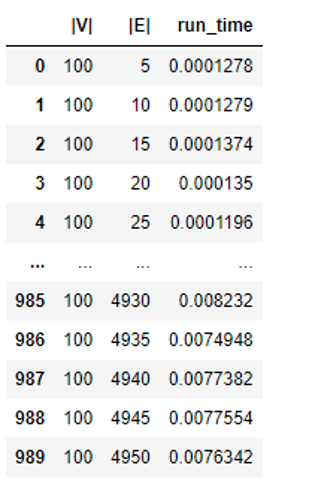 |V| |E| run_time
0 100 5 0.0001278
1 100 10 0.0001279
2 100 15 0.0001374
3 100 20 0.000135
4 100 25 0.0001196
... ... ... ...
985 100 4930 0.008232
986 100 4935 0.0074948
987 100 4940 0.0077382
988 100 4945 0.0077554
989 100 4950 0.0076342